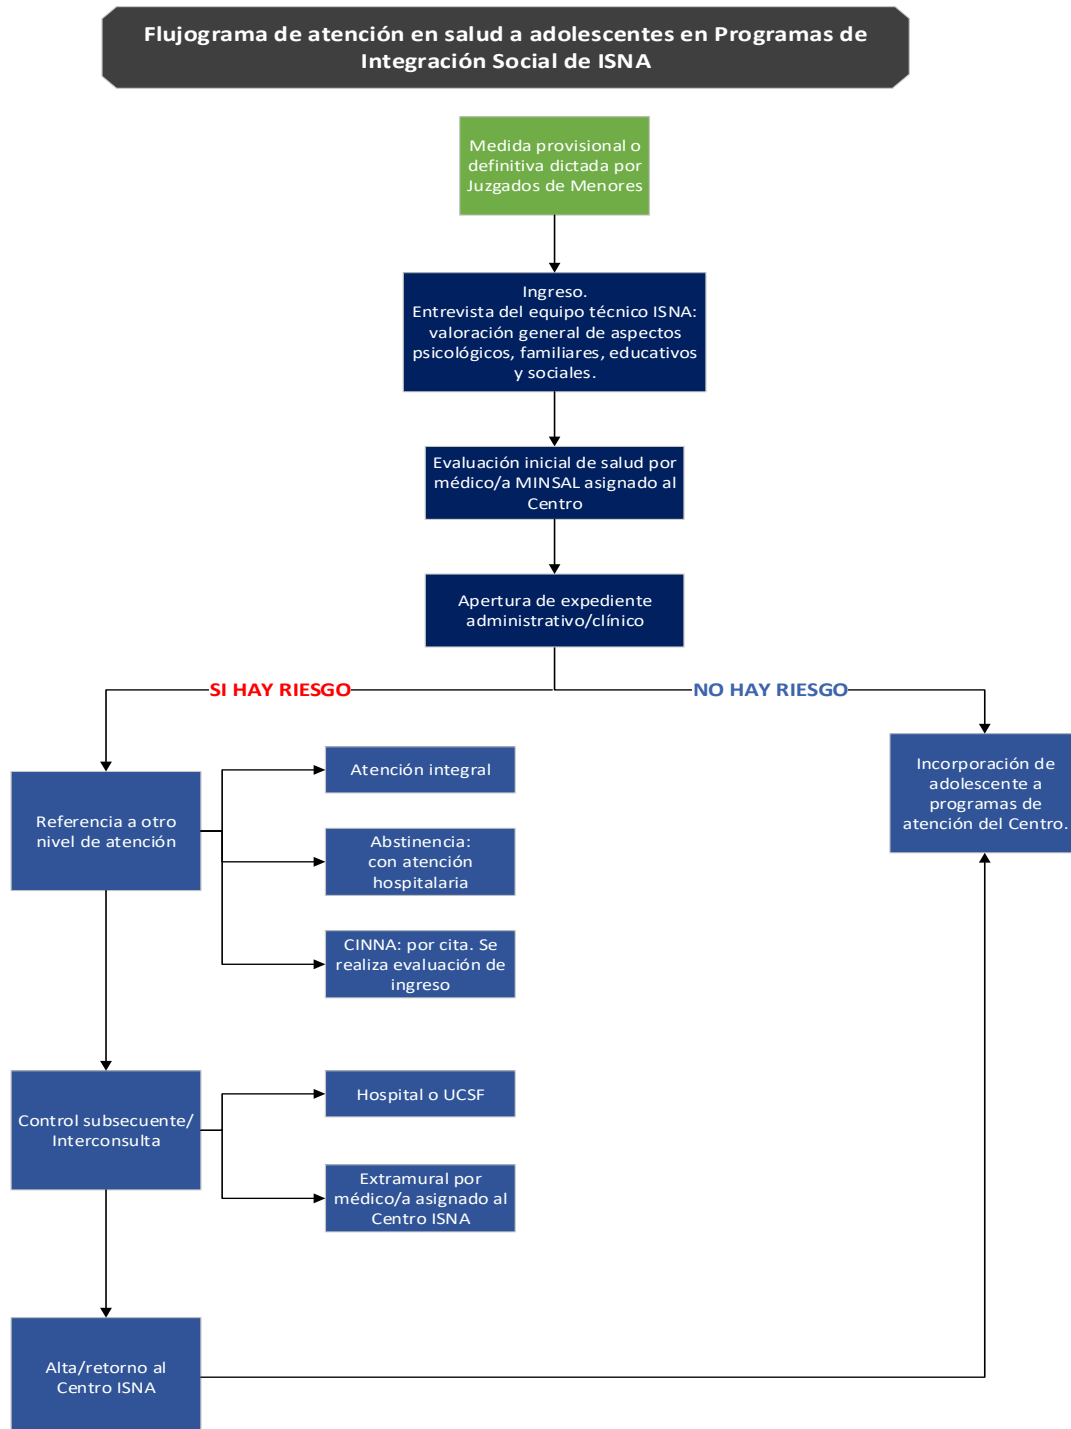 Flujograma de atención en salud a adolescentes en Programas de
Integración Social de ISNA
Medida provisional o
definitiva dictada por
Juzgados de Menores
Ingreso.
Entrevista del equipo técnico ISNA:
valoración general de aspectos
psicológicos, familiares, educativos
y sociales.
Evaluación inicial de salud por
médico/a MINSAL asignado al
Centro
Apertura de expediente
administrativo/clínico
SI HAY RIESGO
NO HAY RIESGO
Referencia a otro
nivel de atención
Atención integral
Abstinencia:
con atención
hospitalaria
CINNA: por cita. Se
realiza evaluación de
ingreso
Incorporación de
adolescente a
programas de
atención del Centro.
Control subsecuente/
Interconsulta
Hospital o UCSF
Extramural por
médico/a asignado al
Centro ISNA
Alta/retorno al
Centro ISNA